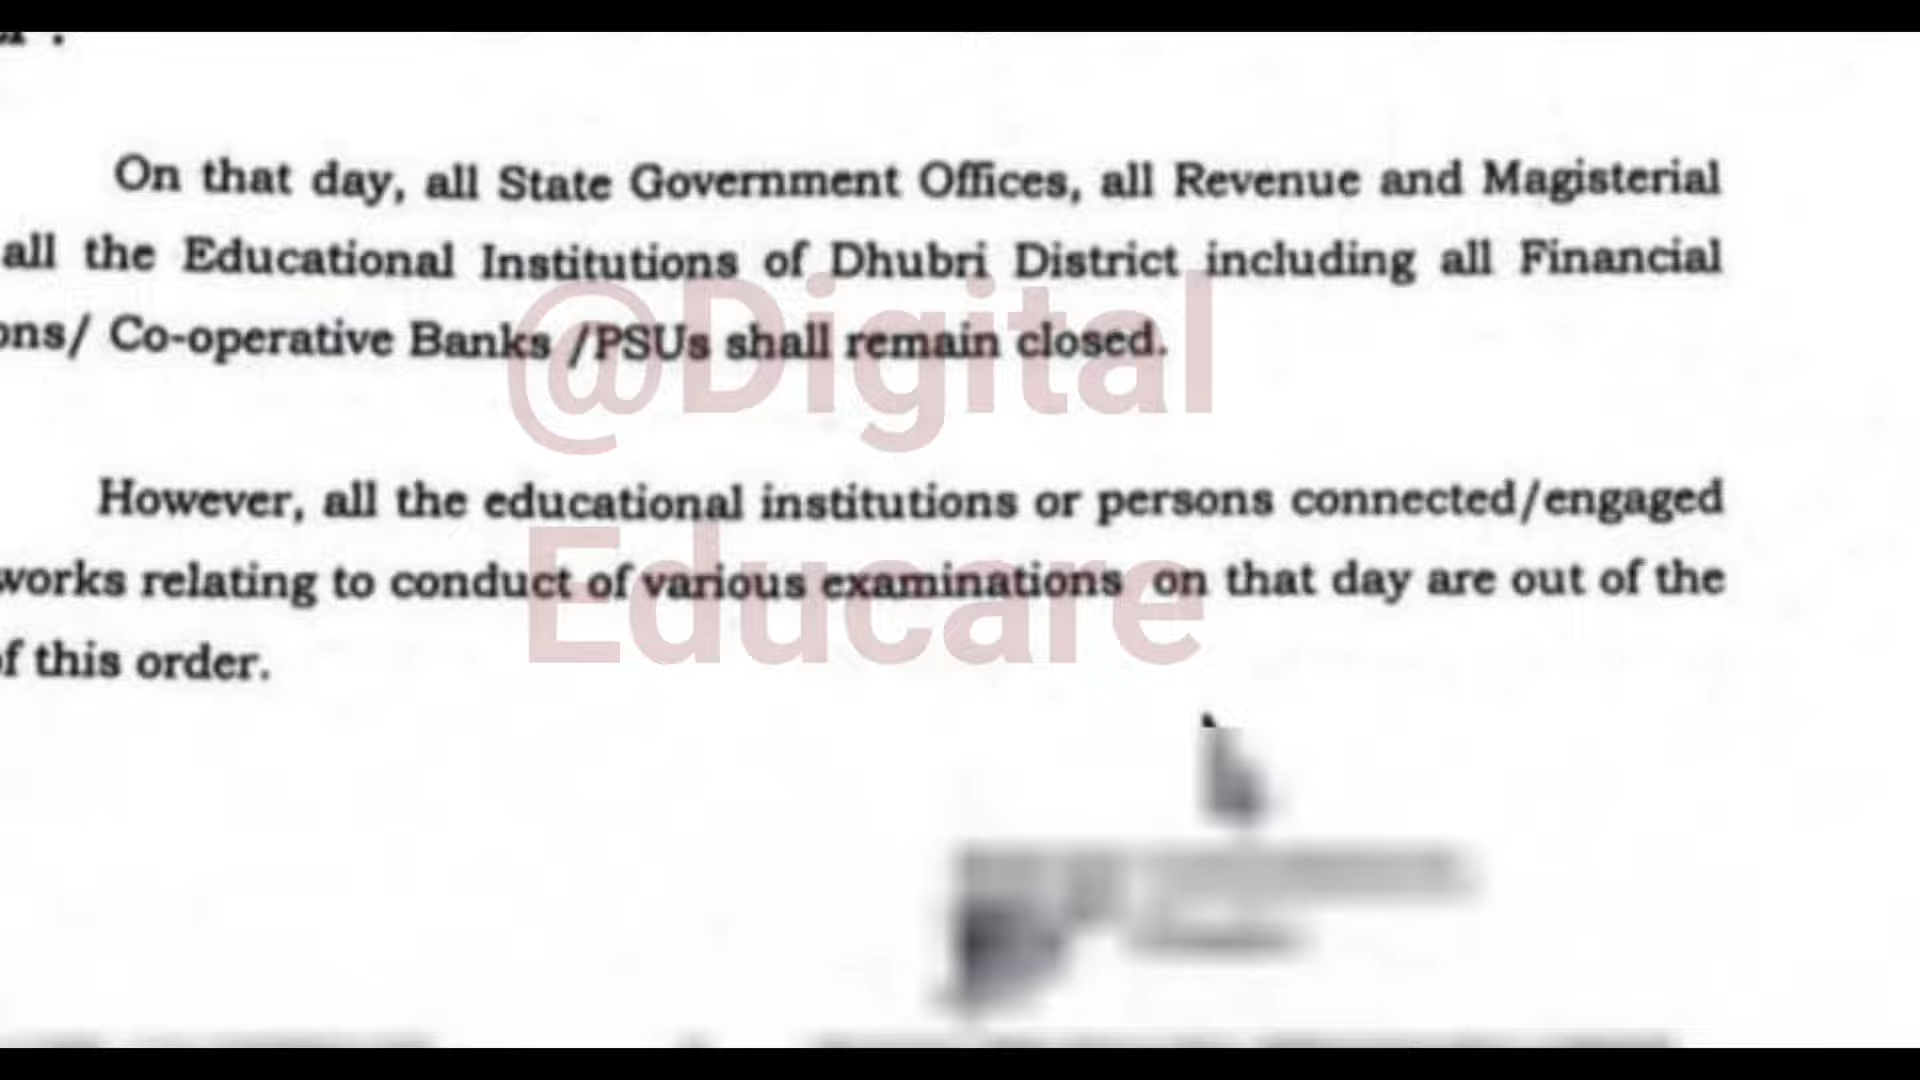 On that day, all State Government Offices, all Revenue and Magisterial
all the Educational Institutions of Dhubri District including all Financial
ons/ Co-operative Banks /PSUs shall remain closed.
@Digital
Educare
However, all the educational institutions or persons connected/engaged
works relating to conduct of various examinations on that day are out of the
of this order.